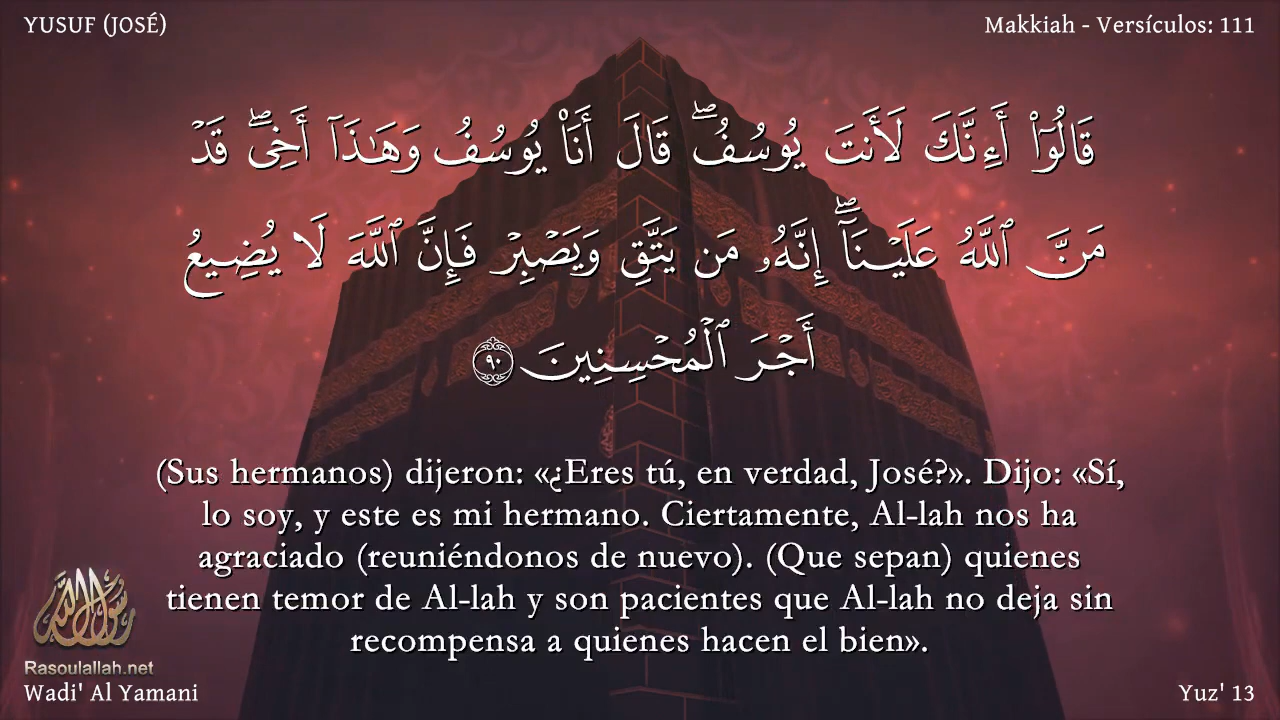 YUSUF (JOSÉ)
Makkiah - Versículos: 111
قَالُوٓا۟ أَءِنَّكَ لَأَنتَ يُوسُفُ ۖ قَالَ أَنَا۠ يُوسُفُ وَهَـٰذَآ أَخِى ۖ قَدْ
مَنَّ ٱللَّهُ عَلَيْنَآ ۖ إِنَّهُۥ مَن يَتَّقِ وَيَصْبِرْ فَإِنَّ ٱللَّهَ لَا يُضِيعُ
أَجْرَ ٱلْمُحْسِنِينَ ٩٠
(Sus hermanos) dijeron: «¿Eres tú, en verdad, José?». Dijo: «Sí,
lo soy, y este es mi hermano. Ciertamente, Al-lah nos ha
agraciado (reuniéndonos de nuevo). (Que sepan) quienes
tienen temor de Al-lah y son pacientes que Al-lah no deja sin
recompensa a quienes hacen el bien».
رسول الله
Rasoulallah.net
Wadi' Al Yamani
Yuz' 13